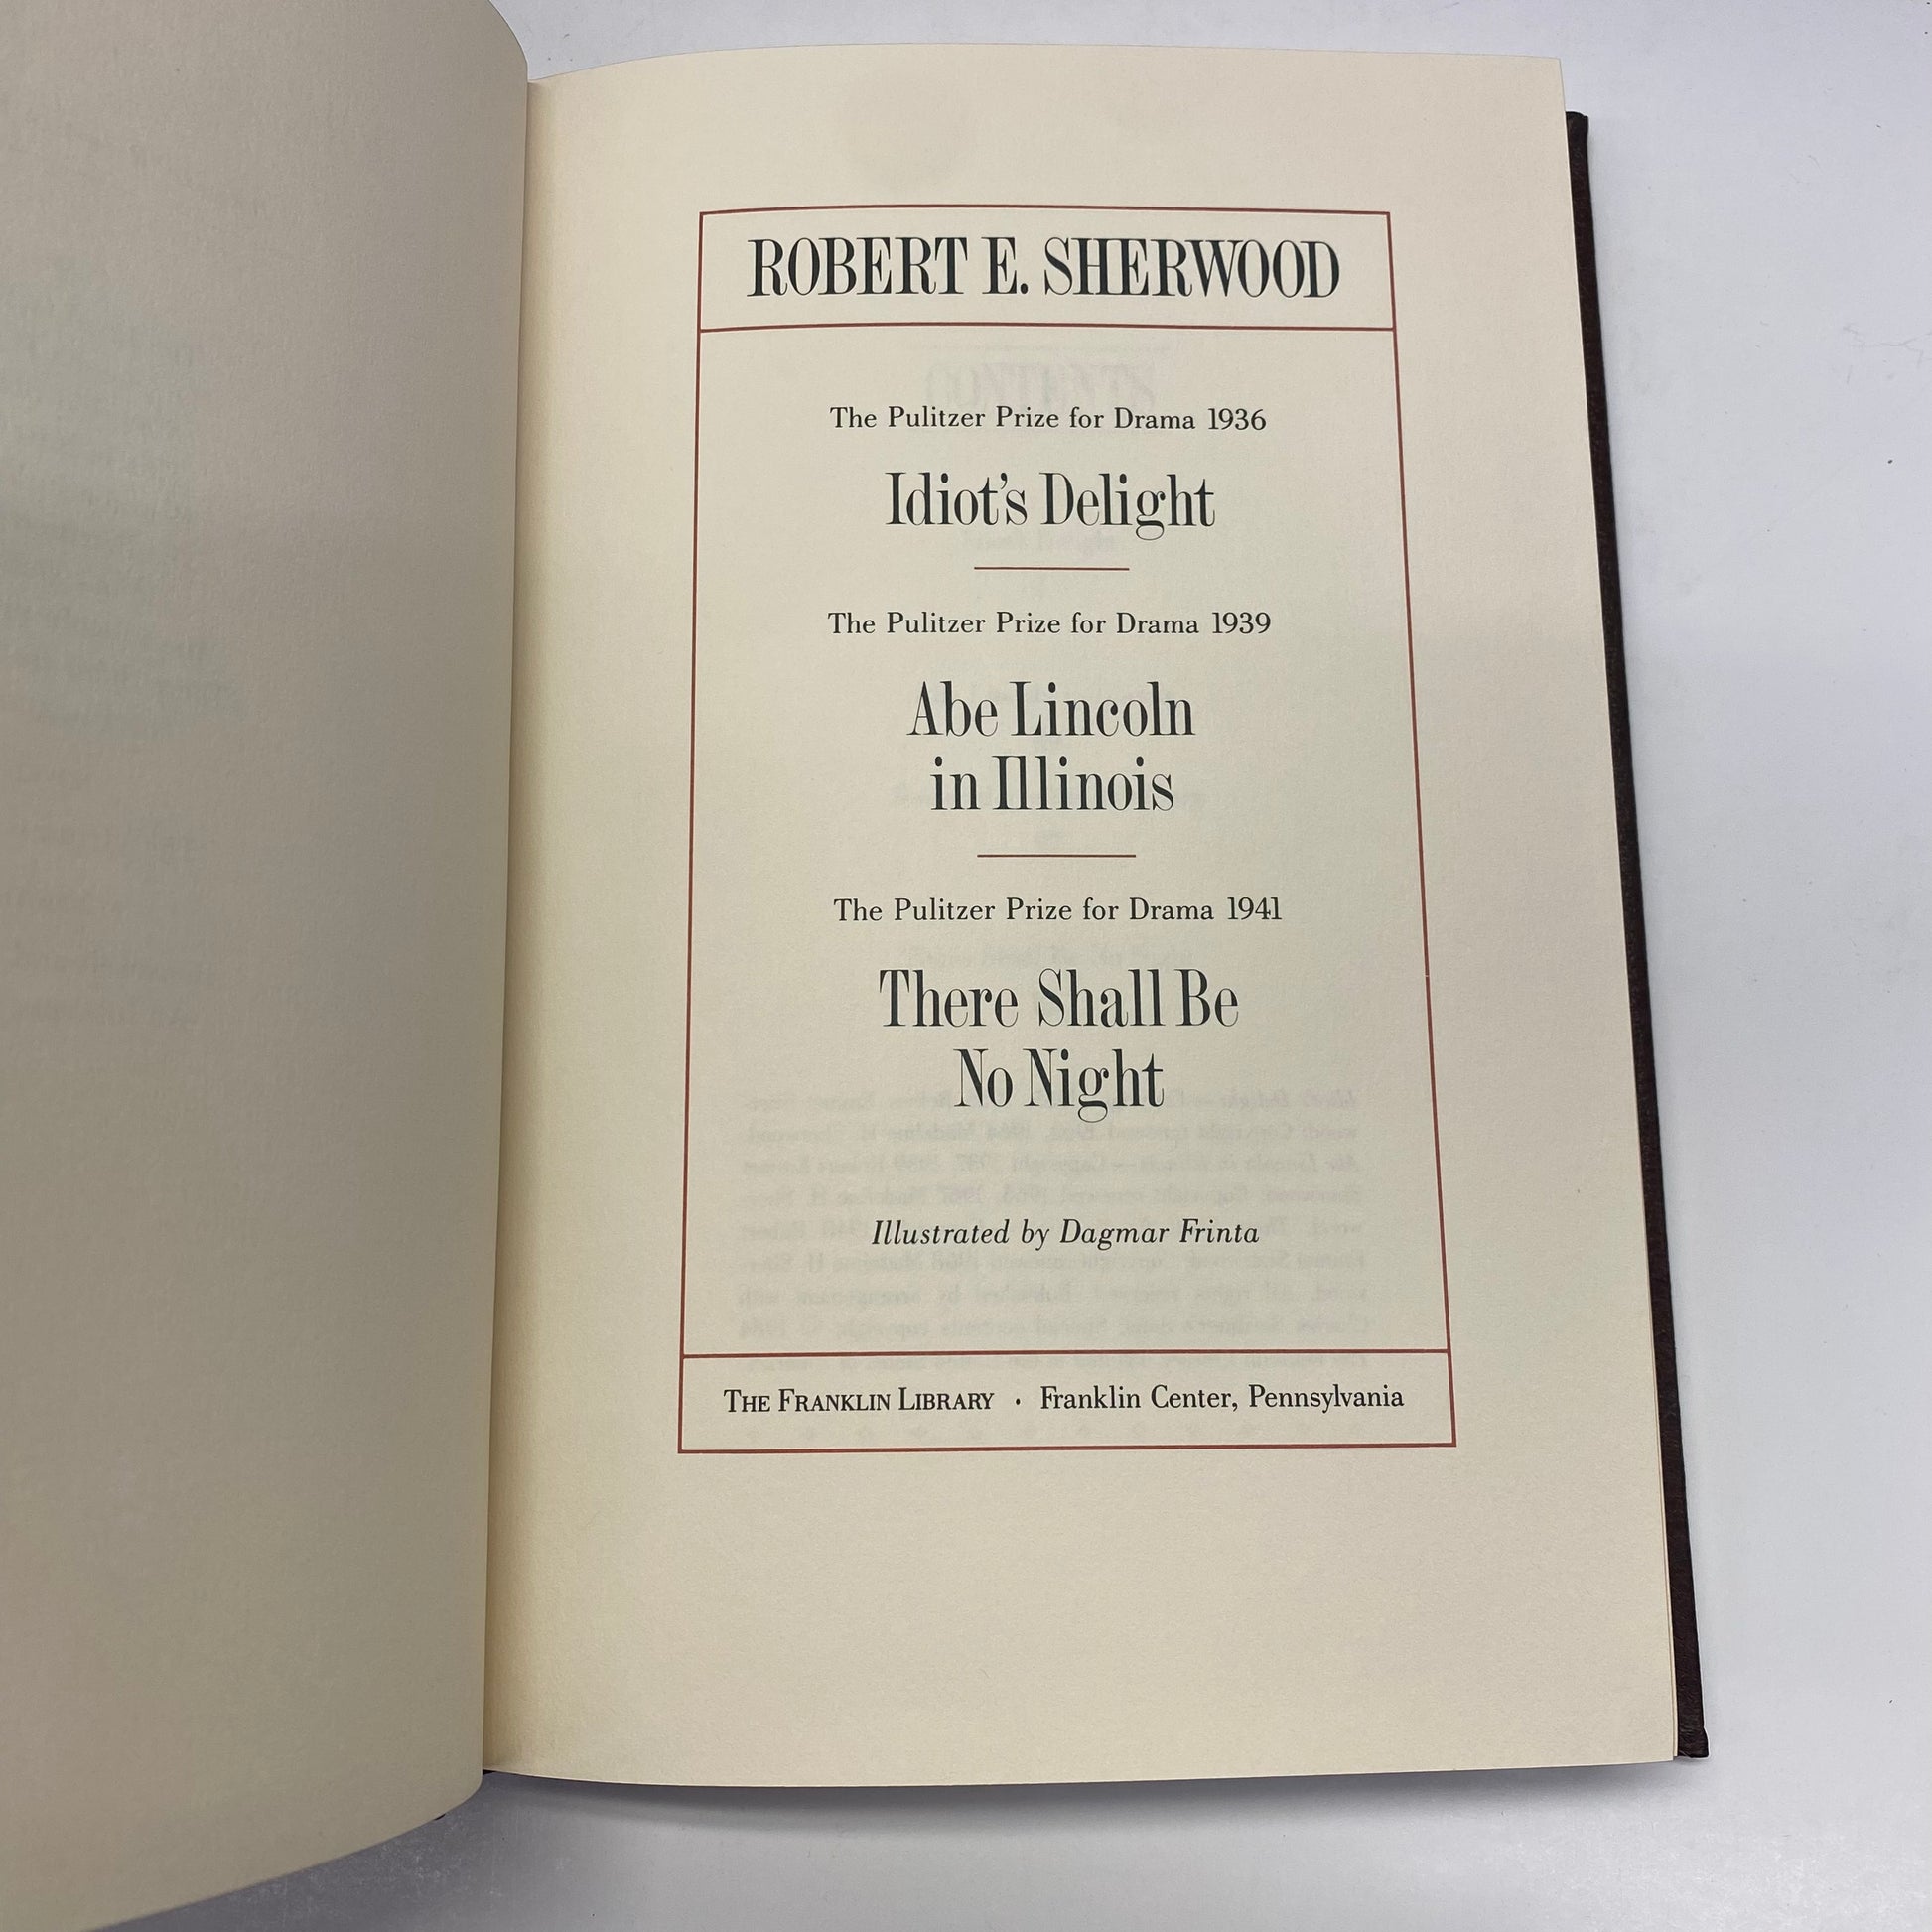 ROBERT E. SHERWOOD
The Pulitzer Prize for Drama 1936
Idiot's Delight
The Pulitzer Prize for Drama 1939
Abe Lincoln
in Illinois
The Pulitzer Prize for Drama 1941
There Shall Be
No Night
Illustrated by Dagmar Frinta
THE FRANKLIN LIBRARY · Franklin Center, Pennsylvania